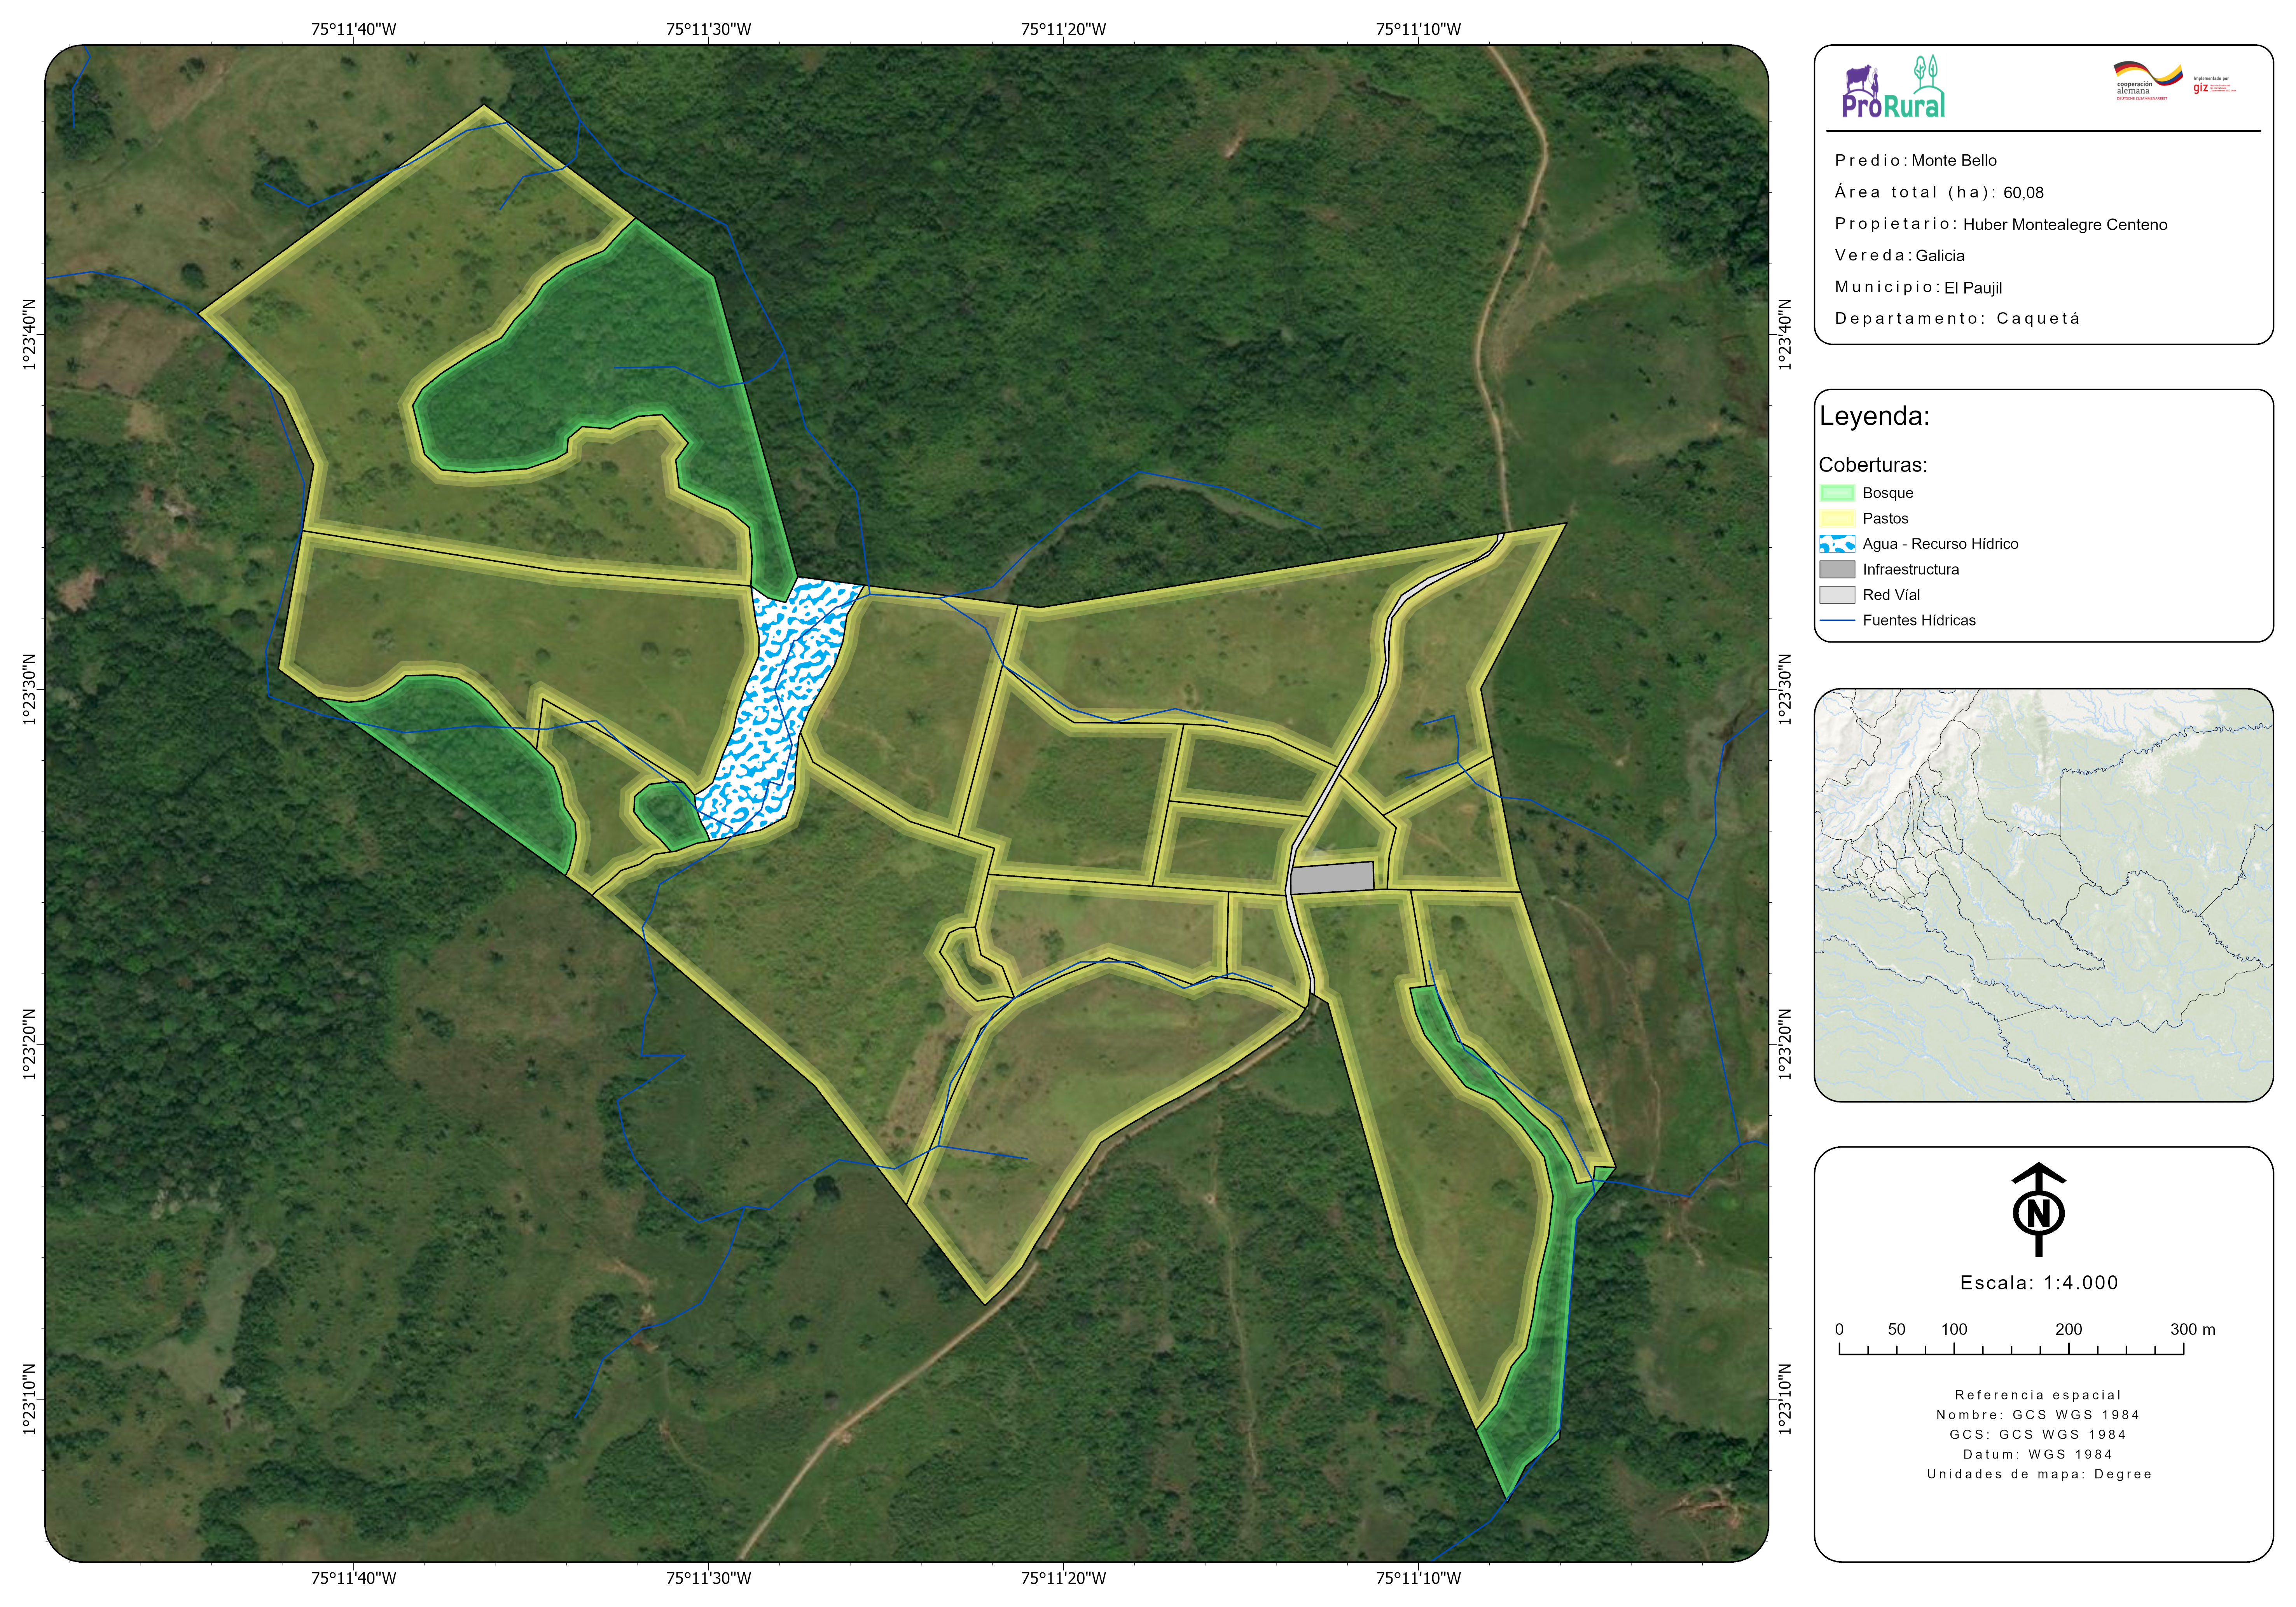 75°11'40"W
75°11'30"W
75°11'20"W
75°11'10"W
1°23'40"N
1°23'30"N
1°23'20"N
1°23'10"N
1°23'40"N
1°23'30"N
1°23'20"N
1°23'10"N
75°11'40"W
75°11'30"W
75°11'20"W
75°11'10"W
ProRural
cooperación
alemana
DEUTSCHE ZUSAMMENARBEIT
Implementada por
giz
Predio: Monte Bello
Área total (ha): 60,08
Propietario: Huber Montealegre Centeno
Vereda: Galicia
Municipio: El Paujil
Departamento: Caquetá
Leyenda:
Coberturas:
Bosque
Pastos
Agua - Recurso Hídrico
Infraestructura
Red Víal
Fuentes Hídricas
N
Escala: 1:4.000
0 50 100 200 300 m
Referencia espacial
Nombre: GCS WGS 1984
GCS: GCS WGS 1984
Datum: WGS 1984
Unidades de mapa: Degree